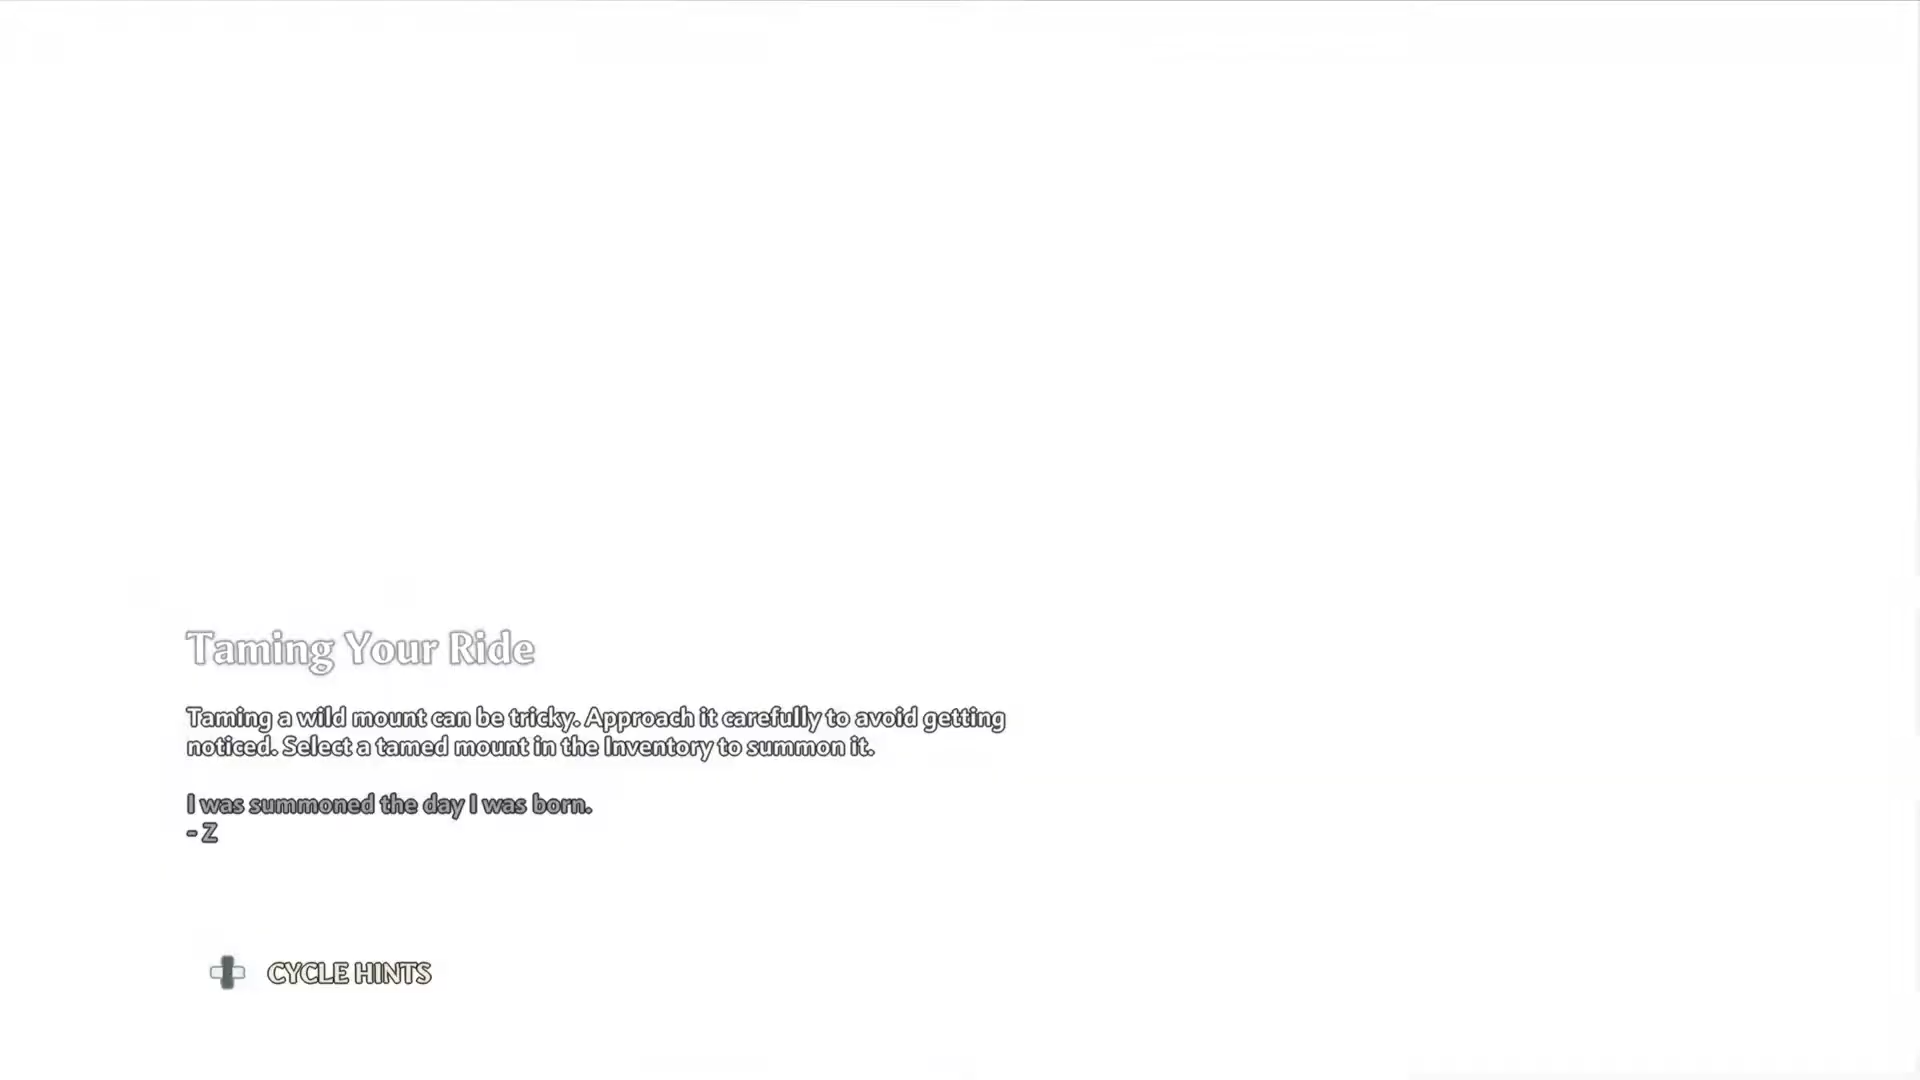 Taming Your Ride
Taming a wild mount can be tricky. Approach it carefully to avoid getting
noticed. Select a tamed mount in the Inventory to summon it.
I was summoned the day I was born.
- Z
CYCLE HINTS